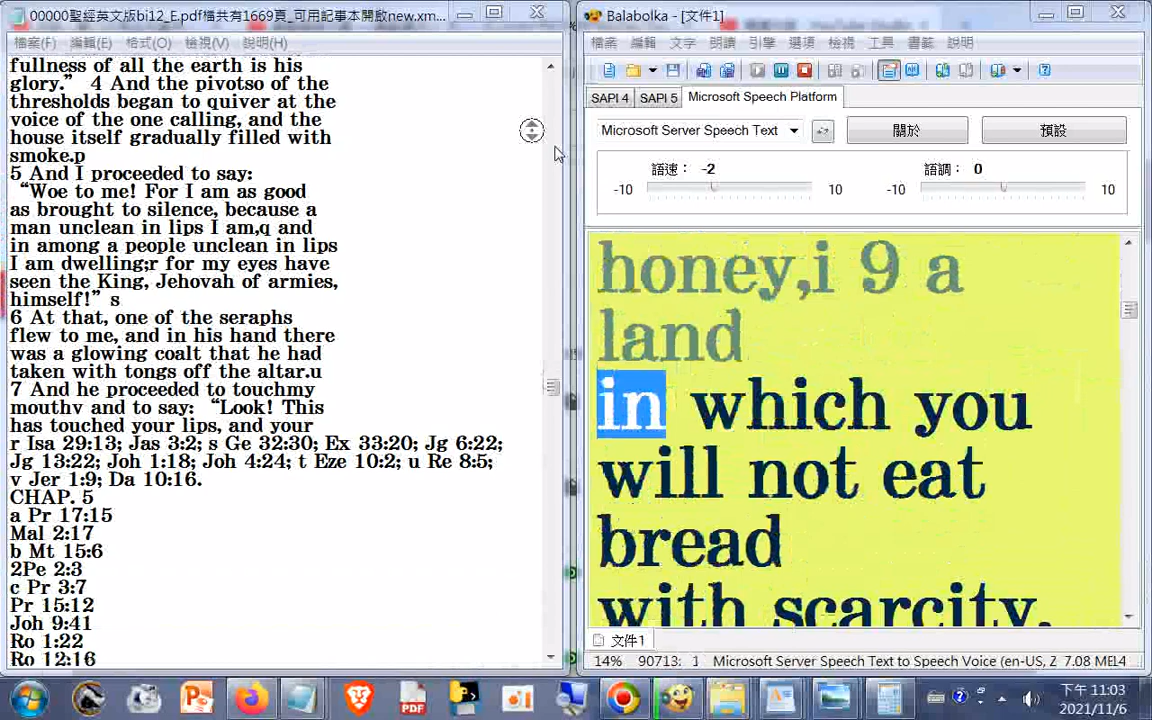 00000聖經英文版bi12_E.pdf檔共有1669頁_可用記事本開啟new.xm...
檔案(F) 編輯(E) 格式(O) 檢視(V) 說明(H)
fullness of all the earth is his
glory.” 4 And the pivotso of the
thresholds began to quiver at the
voice of the one calling, and the
house itself gradually filled with
smoke.p
5 And I proceeded to say:
“Woe to me! For I am as good
as brought to silence, because a
man unclean in lips I am,q and
in among a people unclean in lips
I am dwelling;r for my eyes have
seen the King, Jehovah of armies,
himself!” s
6 At that, one of the seraphs
flew to me, and in his hand there
was a glowing coalt that he had
taken with tongs off the altar.u
7 And he proceeded to touchmy
mouthv and to say: “Look! This
has touched your lips, and your
r Isa 29:13; Jas 3:2; s Ge 32:30; Ex 33:20; Jg 6:22;
Jg 13:22; Joh 1:18; Joh 4:24; t Eze 10:2; u Re 8:5;
v Jer 1:9; Da 10:16.
CHAP. 5
a Pr 17:15
Mal 2:17
b Mt 15:6
2Pe 2:3
c Pr 3:7
Pr 15:12
Joh 9:41
Ro 1:22
Ro 12:16
Balabolka - [文件1]
檔案 編輯 文字 朗讀 引擎 選項 檢視 工具 書籤 說明
SAPI 4 SAPI 5 Microsoft Speech Platform
Microsoft Server Speech Text 關於 預設
語速： -2 語調： 0
-10 10 -10 10
honey,i 9 a
land
in which you
will not eat
bread
with scarcity,
文件1
14% 90713: 1 Microsoft Server Speech Text to Speech Voice (en-US, Z 7.08 ME
PDF
下午 11:03
2021/11/6